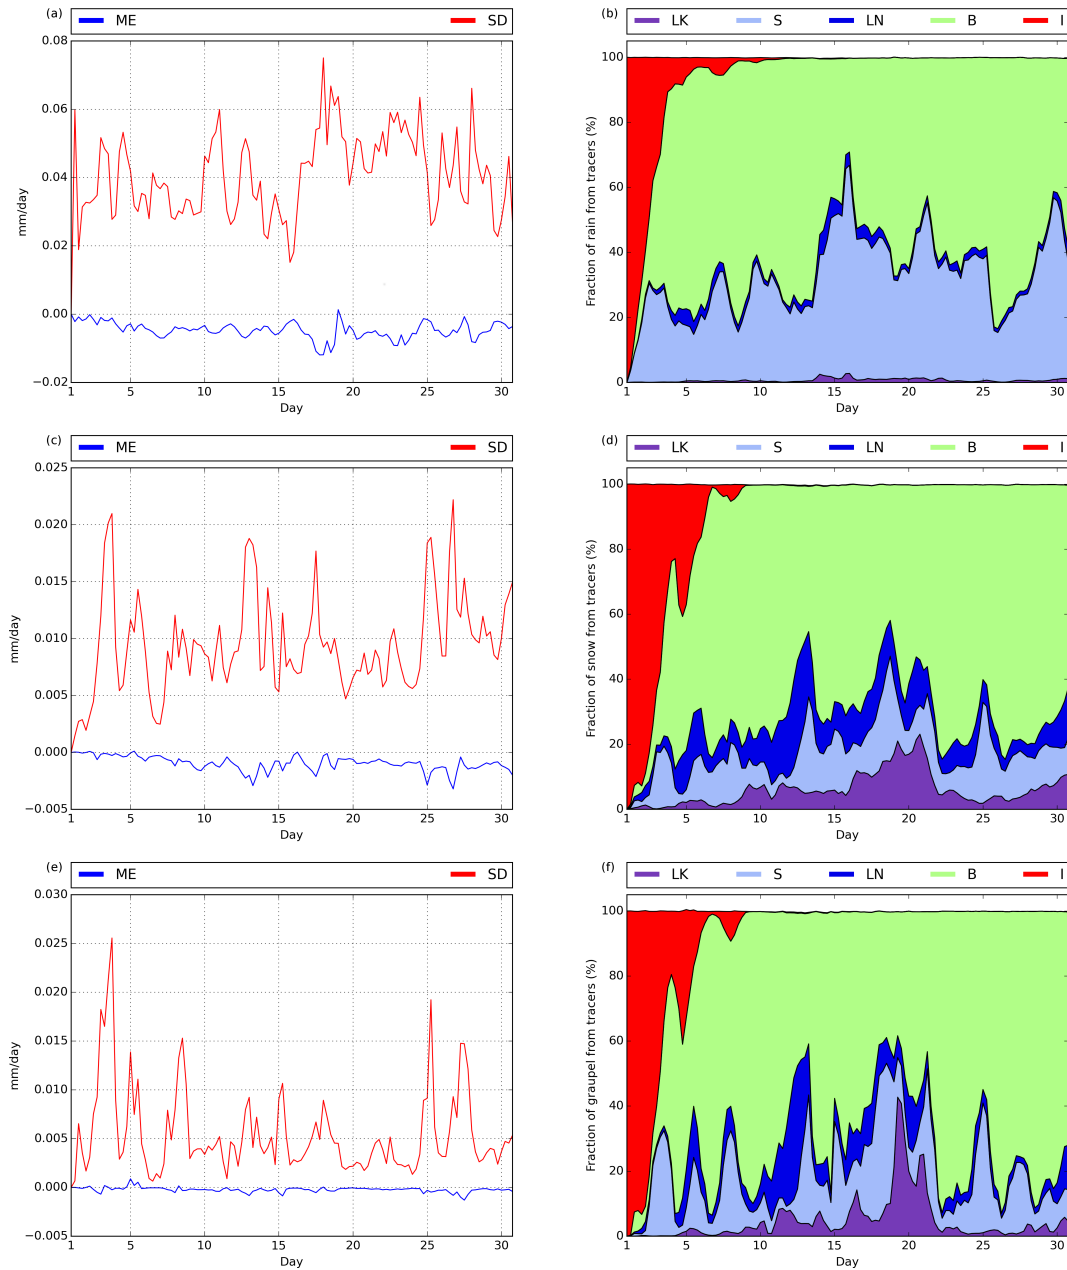 (a) ME SD
0.08
0.06
0.04
0.02
0.00
−0.02
mm/day
1 5 10 15 20 25 30
Day
(b) LK S LN B I
100
80
60
40
20
0
Fraction of rain from tracers (%)
1 5 10 15 20 25 30
Day
(c) ME SD
0.025
0.020
0.015
0.010
0.005
0.000
−0.005
mm/day
1 5 10 15 20 25 30
Day
(d) LK S LN B I
100
80
60
40
20
0
Fraction of snow from tracers (%)
1 5 10 15 20 25 30
Day
(e) ME SD
0.030
0.025
0.020
0.015
0.010
0.005
0.000
−0.005
mm/day
1 5 10 15 20 25 30
Day
(f) LK S LN B I
100
80
60
40
20
0
Fraction of graupel from tracers (%)
1 5 10 15 20 25 30
Day